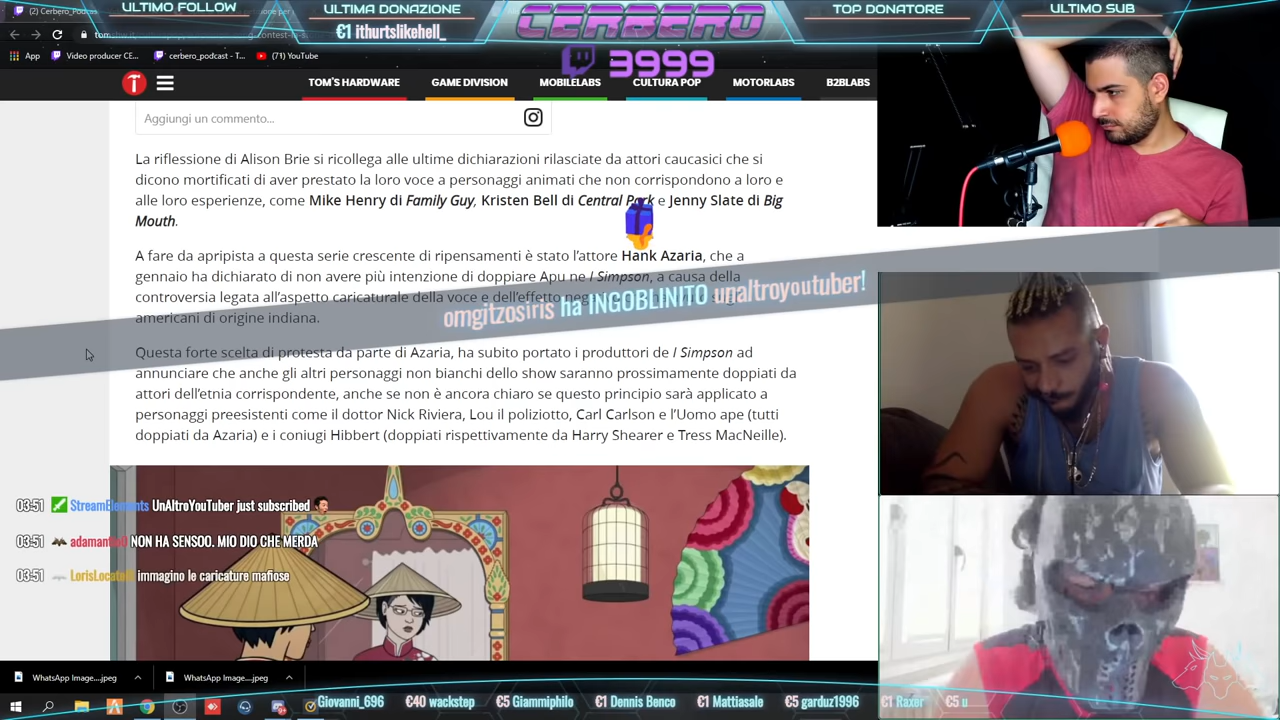 ULTIMO FOLLOW
ULTIMA DONAZIONE
€1 ithurtslikehell_
CERBERO
3999
TOP DONATORE
ULTIMO SUB
(2) Cerbero_Podcas
App
Video producer CE...
cerbero_podcast - T...
(71) YouTube
TOM'S HARDWARE
GAME DIVISION
MOBILELABS
CULTURA POP
MOTORLABS
B2BLABS
Aggiungi un commento...
La riflessione di Alison Brie si ricollega alle ultime dichiarazioni rilasciate da attori caucasici che si
dicono mortificati di aver prestato la loro voce a personaggi animati che non corrispondono a loro e
alle loro esperienze, come Mike Henry di Family Guy, Kristen Bell di Central Park e Jenny Slate di Big
Mouth.
A fare da apripista a questa serie crescente di ripensamenti è stato l'attore Hank Azaria, che a
gennaio ha dichiarato di non avere più intenzione di doppiare Apu ne I Simpson, a causa della
controversia legata all'aspetto caricaturale della voce e dell'effetto
americani di origine indiana.
omgitzosiris ha INGOBLINITO unaltroyoutuber!
Questa forte scelta di protesta da parte di Azaria, ha subito portato i produttori de I Simpson ad
annunciare che anche gli altri personaggi non bianchi dello show saranno prossimamente doppiati da
attori dell'etnia corrispondente, anche se non è ancora chiaro se questo principio sarà applicato a
personaggi preesistenti come il dottor Nick Riviera, Lou il poliziotto, Carl Carlson e l'Uomo ape (tutti
doppiati da Azaria) e i coniugi Hibbert (doppiati rispettivamente da Harry Shearer e Tress MacNeille).
03:51 StreamElements UnAltroYouTuber just subscribed
03:51 NON HA SENSOO. MIO DIO CHE MERDA
03:51 immagino le caricature mafiose
WhatsApp Image....jpeg
WhatsApp Image....jpeg
Giovanni_696
€40 wackstep
€5 Giammiphilo
€1 Dennis Benco
€1 Mattiasale
€5 garduz1996
€1 Raxer
€5 u